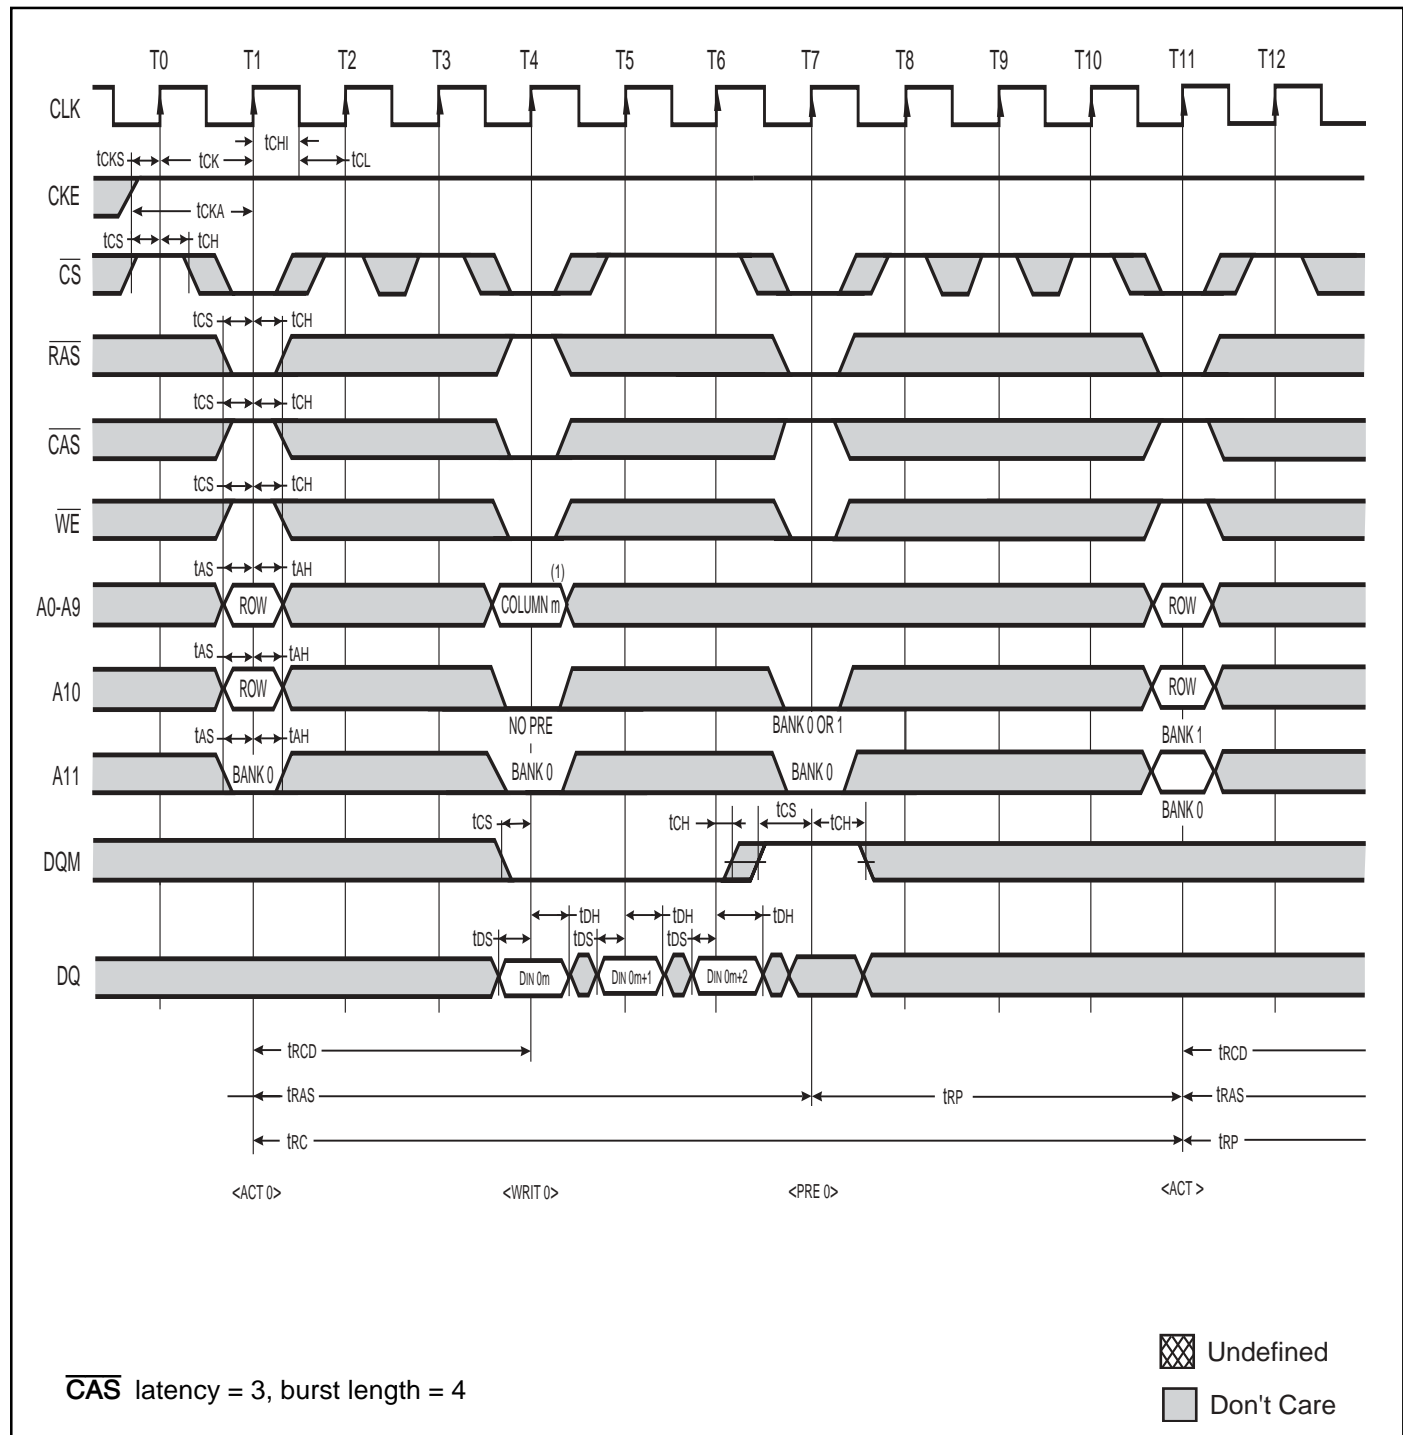 T0 T1 T2 T3 T4 T5 T6 T7 T8 T9 T10 T11 T12
CLK
tCHI
tCKS tCK tCL
CKE
tCKA
tCS tCH
CS
tCS tCH
RAS
tCS tCH
CAS
tCS tCH
WE
tAS tAH (1)
A0-A9 ROW COLUMN m ROW
tAS tAH
A10 ROW ROW
NO PRE BANK 0 OR 1 BANK 1
tAS tAH
A11 BANK 0 BANK 0 BANK 0
BANK 0
tCS tCH tCS tCH
DQM
tDH tDH tDH
tDS tDS tDS
DQ DIN 0m DIN 0m+1 DIN 0m+2
tRCD tRCD
tRAS tRP tRAS
tRC tRP
<ACT 0> <WRIT 0> <PRE 0> <ACT >
Undefined
CAS latency = 3, burst length = 4
Don't Care